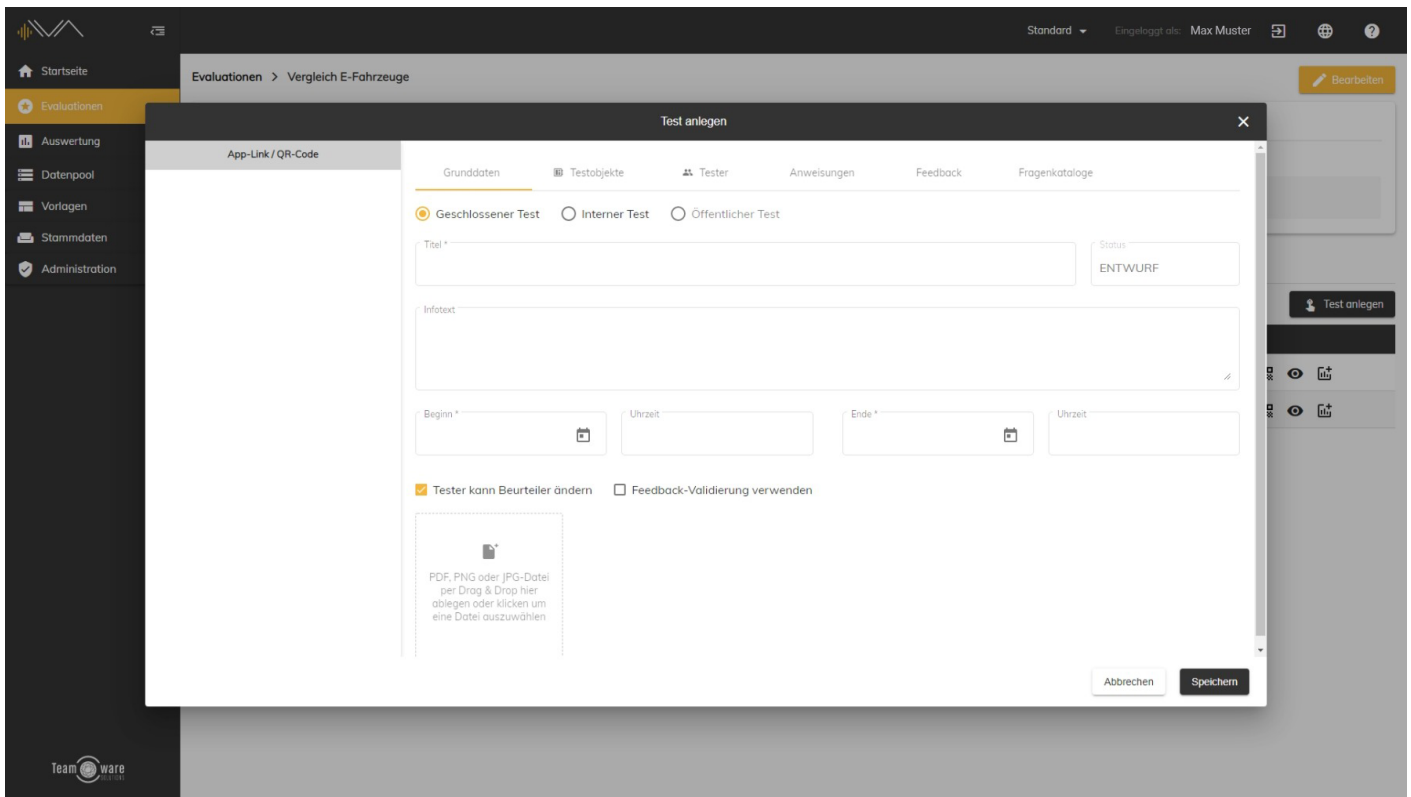 Standard
Eingeloggt als: Max Muster
Startseite
Evaluationen
Auswertung
Datenpool
Vorlagen
Stammdaten
Administration
Evaluationen > Vergleich E-Fahrzeuge
Bearbeiten
Test anlegen
App-Link / QR-Code
Grunddaten Testobjekte Tester Anweisungen Feedback Fragenkataloge
Geschlossener Test Interner Test Öffentlicher Test
Titel *
Status
ENTWURF
Infotext
Beginn * Uhrzeit Ende * Uhrzeit
Tester kann Beurteiler ändern Feedback-Validierung verwenden
PDF, PNG oder JPG-Datei
per Drag & Drop hier
ablegen oder klicken um
eine Datei auszuwählen
Abbrechen Speichern
Test anlegen
Team ware
SOLUTIONS